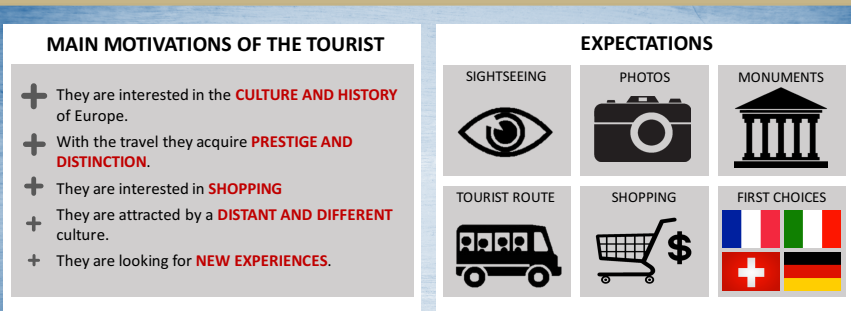 MAIN MOTIVATIONS OF THE TOURIST
They are interested in the CULTURE AND HISTORY
of Europe.
With the travel they acquire PRESTIGE AND
DISTINCTION.
They are interested in SHOPPING
They are attracted by a DISTANT AND DIFFERENT
culture.
They are looking for NEW EXPERIENCES.
EXPECTATIONS
SIGHTSEEING
PHOTOS
MONUMENTS
TOURIST ROUTE
SHOPPING
$
FIRST CHOICES